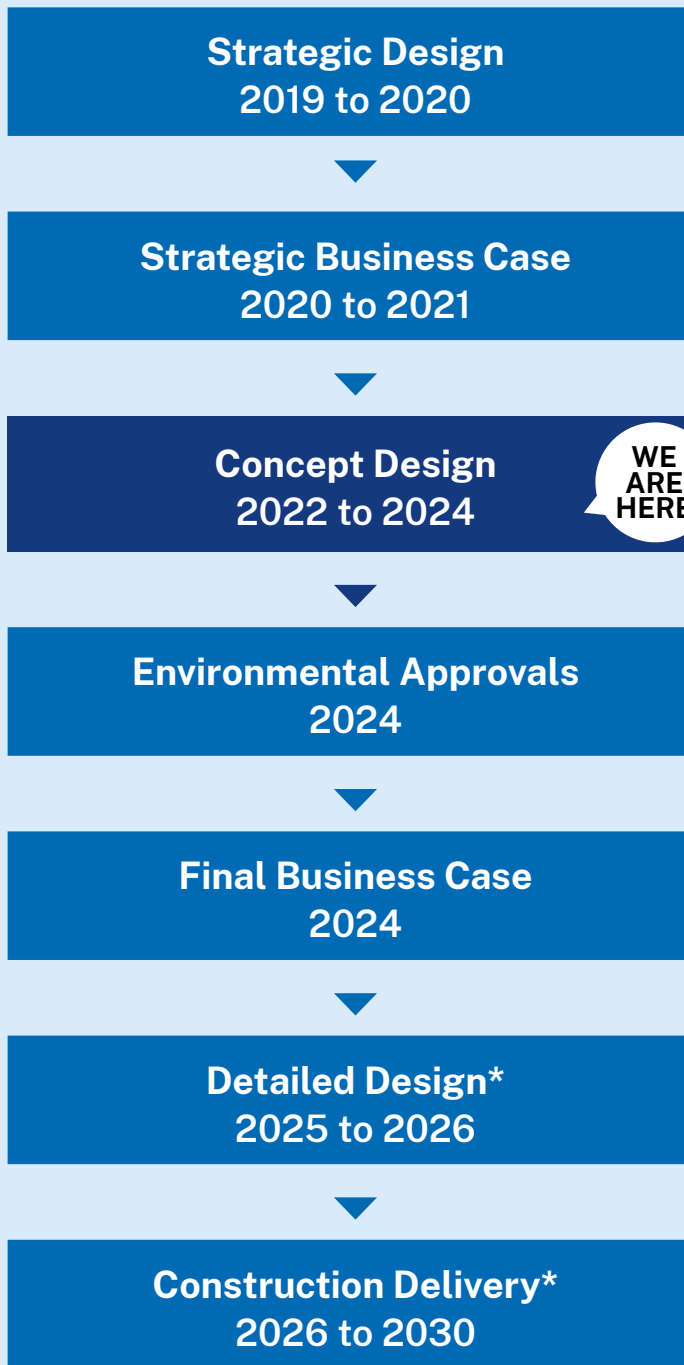 Strategic Design
2019 to 2020
Strategic Business Case
2020 to 2021
Concept Design
2022 to 2024
WE
ARE
HERE
Environmental Approvals
2024
Final Business Case
2024
Detailed Design*
2025 to 2026
Construction Delivery*
2026 to 2030